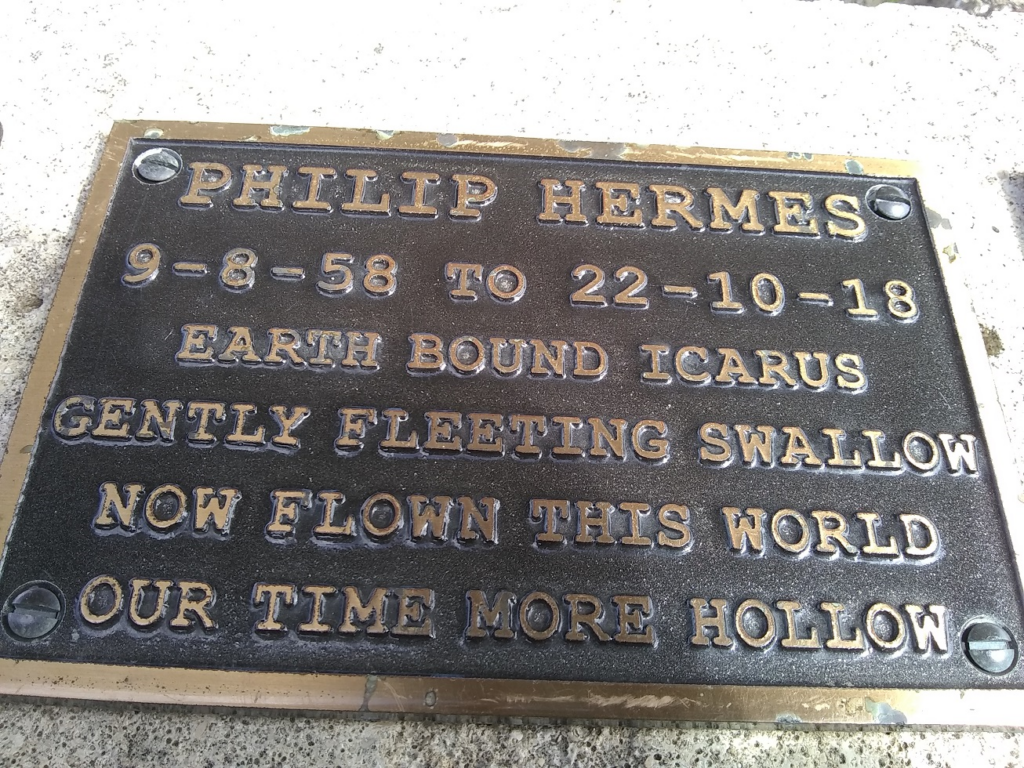 PHILIP HERMES
9-8-58 TO 22-10-18
EARTH BOUND ICARUS
GENTLY FLEETING SWALLOW
NOW FLOWN THIS WORLD
OUR TIME MORE HOLLOW